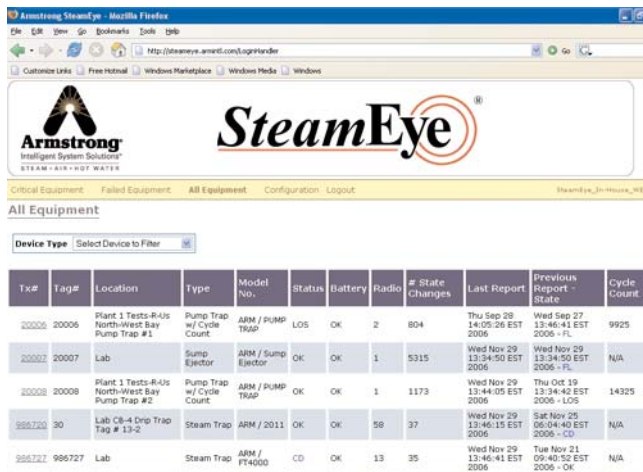 Armstrong SteamEye - Mozilla Firefox
File Edit View Go Bookmarks Tools Help
http://steameye.armintl.com/LoginHandler Go
Customize Links Free Hotmail Windows Marketplace Windows Media Windows
Armstrong®
Intelligent System Solutions™
STEAM • AIR • HOT WATER
SteamEye®
Critical Equipment Failed Equipment All Equipment Configuration Logout SteamEye_In-House_WE
All Equipment
Device Type Select Device to Filter
Tx# Tag# Location Type Model No. Status Battery Radio # State Changes Last Report Previous Report - State Cycle Count
20006 20006 Plant 1 Tests-R-Us North-West Bay Pump Trap #1 Pump Trap w/ Cycle Count ARM / PUMP TRAP LOS OK 2 804 Thu Sep 28 14:05:26 EST 2006 Wed Sep 27 13:46:41 EST 2006 - FL 9925
20007 20007 Lab Sump Ejector ARM / Sump Ejector OK OK 1 5315 Wed Nov 29 13:34:50 EST 2006 Wed Nov 29 13:34:50 EST 2006 - FL N/A
20008 20008 Plant 1 Tests-R-Us North-West Bay Pump Trap #2 Pump Trap w/ Cycle Count ARM / PUMP TRAP OK OK 1 1173 Wed Nov 29 13:44:05 EST 2006 Thu Oct 19 13:34:42 EST 2006 - LOS 14325
986720 30 Lab CB-4 Drip Trap Tag # 13-2 Steam Trap ARM / 2011 OK OK 58 37 Wed Nov 29 13:46:15 EST 2006 Sat Nov 25 06:04:40 EST 2006 - CD N/A
986727 986727 Lab Steam Trap ARM / FT4000 CD OK 13 35 Wed Nov 29 13:46:41 EST 2006 Tue Nov 21 09:40:52 EST 2006 - OK N/A